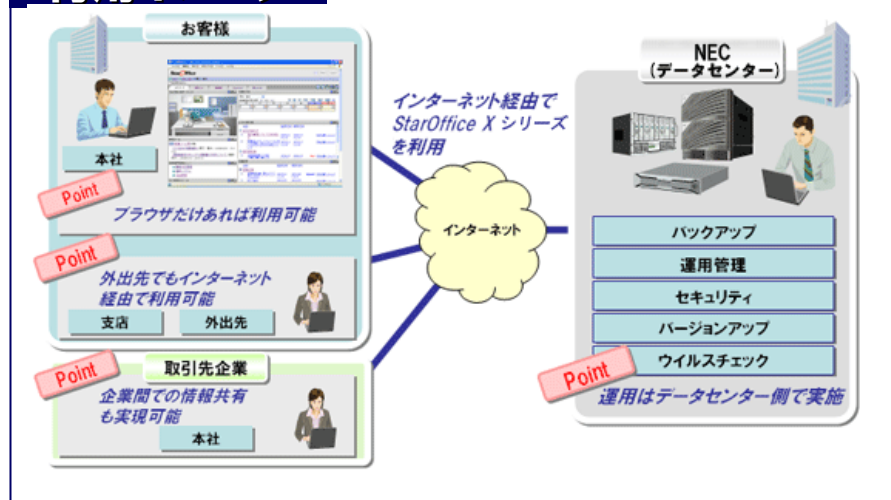 お客様
StarOffice
本社
Point
ブラウザだけあれば利用可能
Point
外出先でもインターネット
経由で利用可能
支店
外出先
Point
取引先企業
企業間での情報共有
も実現可能
本社
インターネット経由で
StarOffice X シリーズ
を利用
インターネット
NEC
(データセンター)
バックアップ
運用管理
セキュリティ
バージョンアップ
ウイルスチェック
Point
運用はデータセンター側で実施